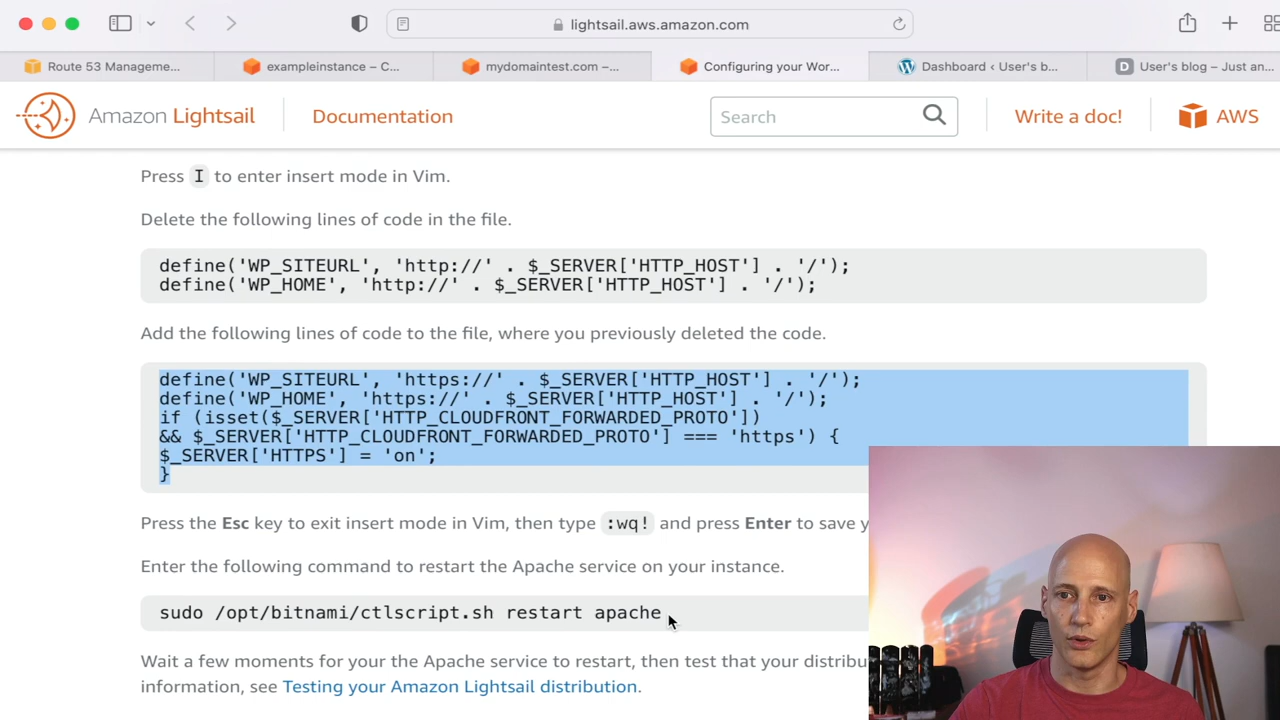 lightsail.aws.amazon.com
Route 53 Manageme...
exampleinstance – C...
mydomaintest.com –...
Configuring your Wor...
Dashboard ‹ User's b...
D
User's blog – Just an...
Amazon Lightsail
Documentation
Search
Write a doc!
AWS
Press I to enter insert mode in Vim.
Delete the following lines of code in the file.
define('WP_SITEURL', 'http://' . $_SERVER['HTTP_HOST'] . '/');
define('WP_HOME', 'http://' . $_SERVER['HTTP_HOST'] . '/');
Add the following lines of code to the file, where you previously deleted the code.
define('WP_SITEURL', 'https://' . $_SERVER['HTTP_HOST'] . '/');
define('WP_HOME', 'https://' . $_SERVER['HTTP_HOST'] . '/');
if (isset($_SERVER['HTTP_CLOUDFRONT_FORWARDED_PROTO'])
&& $_SERVER['HTTP_CLOUDFRONT_FORWARDED_PROTO'] === 'https') {
$_SERVER['HTTPS'] = 'on';
}
Press the Esc key to exit insert mode in Vim, then type :wq! and press Enter to save y
Enter the following command to restart the Apache service on your instance.
sudo /opt/bitnami/ctlscript.sh restart apache
Wait a few moments for your the Apache service to restart, then test that your distribu
information, see Testing your Amazon Lightsail distribution.